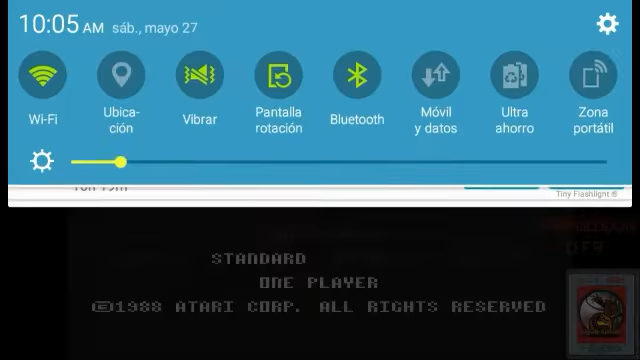 10:05 AM sáb., mayo 27
Wi-Fi
Ubica-
ción
Vibrar
Pantalla
rotación
Bluetooth
Móvil
y datos
Ultra
ahorro
Zona
portátil
Tiny Flashlight ®
STANDARD
ONE PLAYER
©1988 ATARI CORP. ALL RIGHTS RESERVED